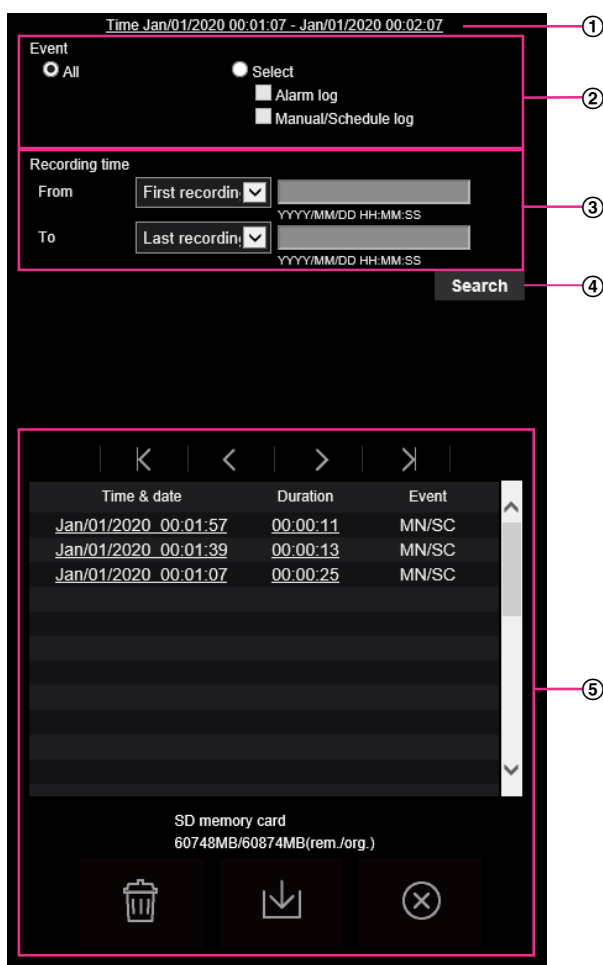 Time Jan/01/2020 00:01:07 - Jan/01/2020 00:02:07
①
Event
All
Select
Alarm log
Manual/Schedule log
②
Recording time
From
First recordin
YYYY/MM/DD HH:MM:SS
To
Last recording
YYYY/MM/DD HH:MM:SS
③
Search
④
Time & date Duration Event
Jan/01/2020 00:01:57 00:00:11 MN/SC
Jan/01/2020 00:01:39 00:00:13 MN/SC
Jan/01/2020 00:01:07 00:00:25 MN/SC
⑤
SD memory card
60748MB/60874MB(rem./org.)